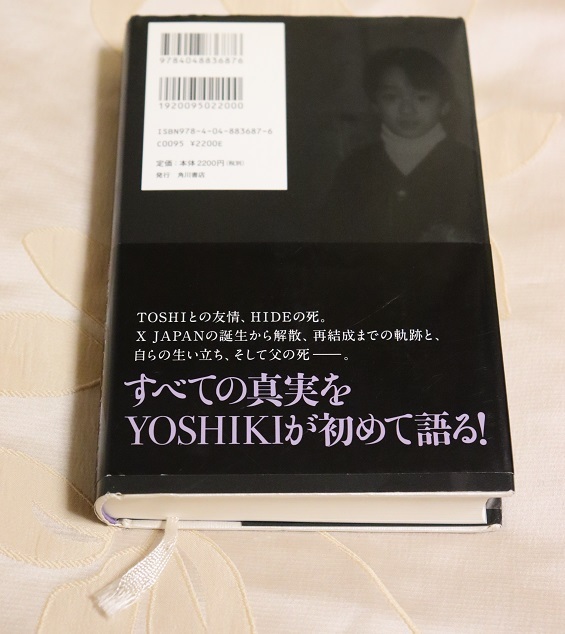 9784048836876
1920095022000
ISBN978-4-04-883687-6
C0095 ¥2200E
定価：本体2200円(税別)
発行 角川書店
TOSHIとの友情、HIDEの死。
X JAPANの誕生から解散、再結成までの軌跡と、
自らの生い立ち、そして父の死――。
すべての真実を
YOSHIKIが初めて語る!